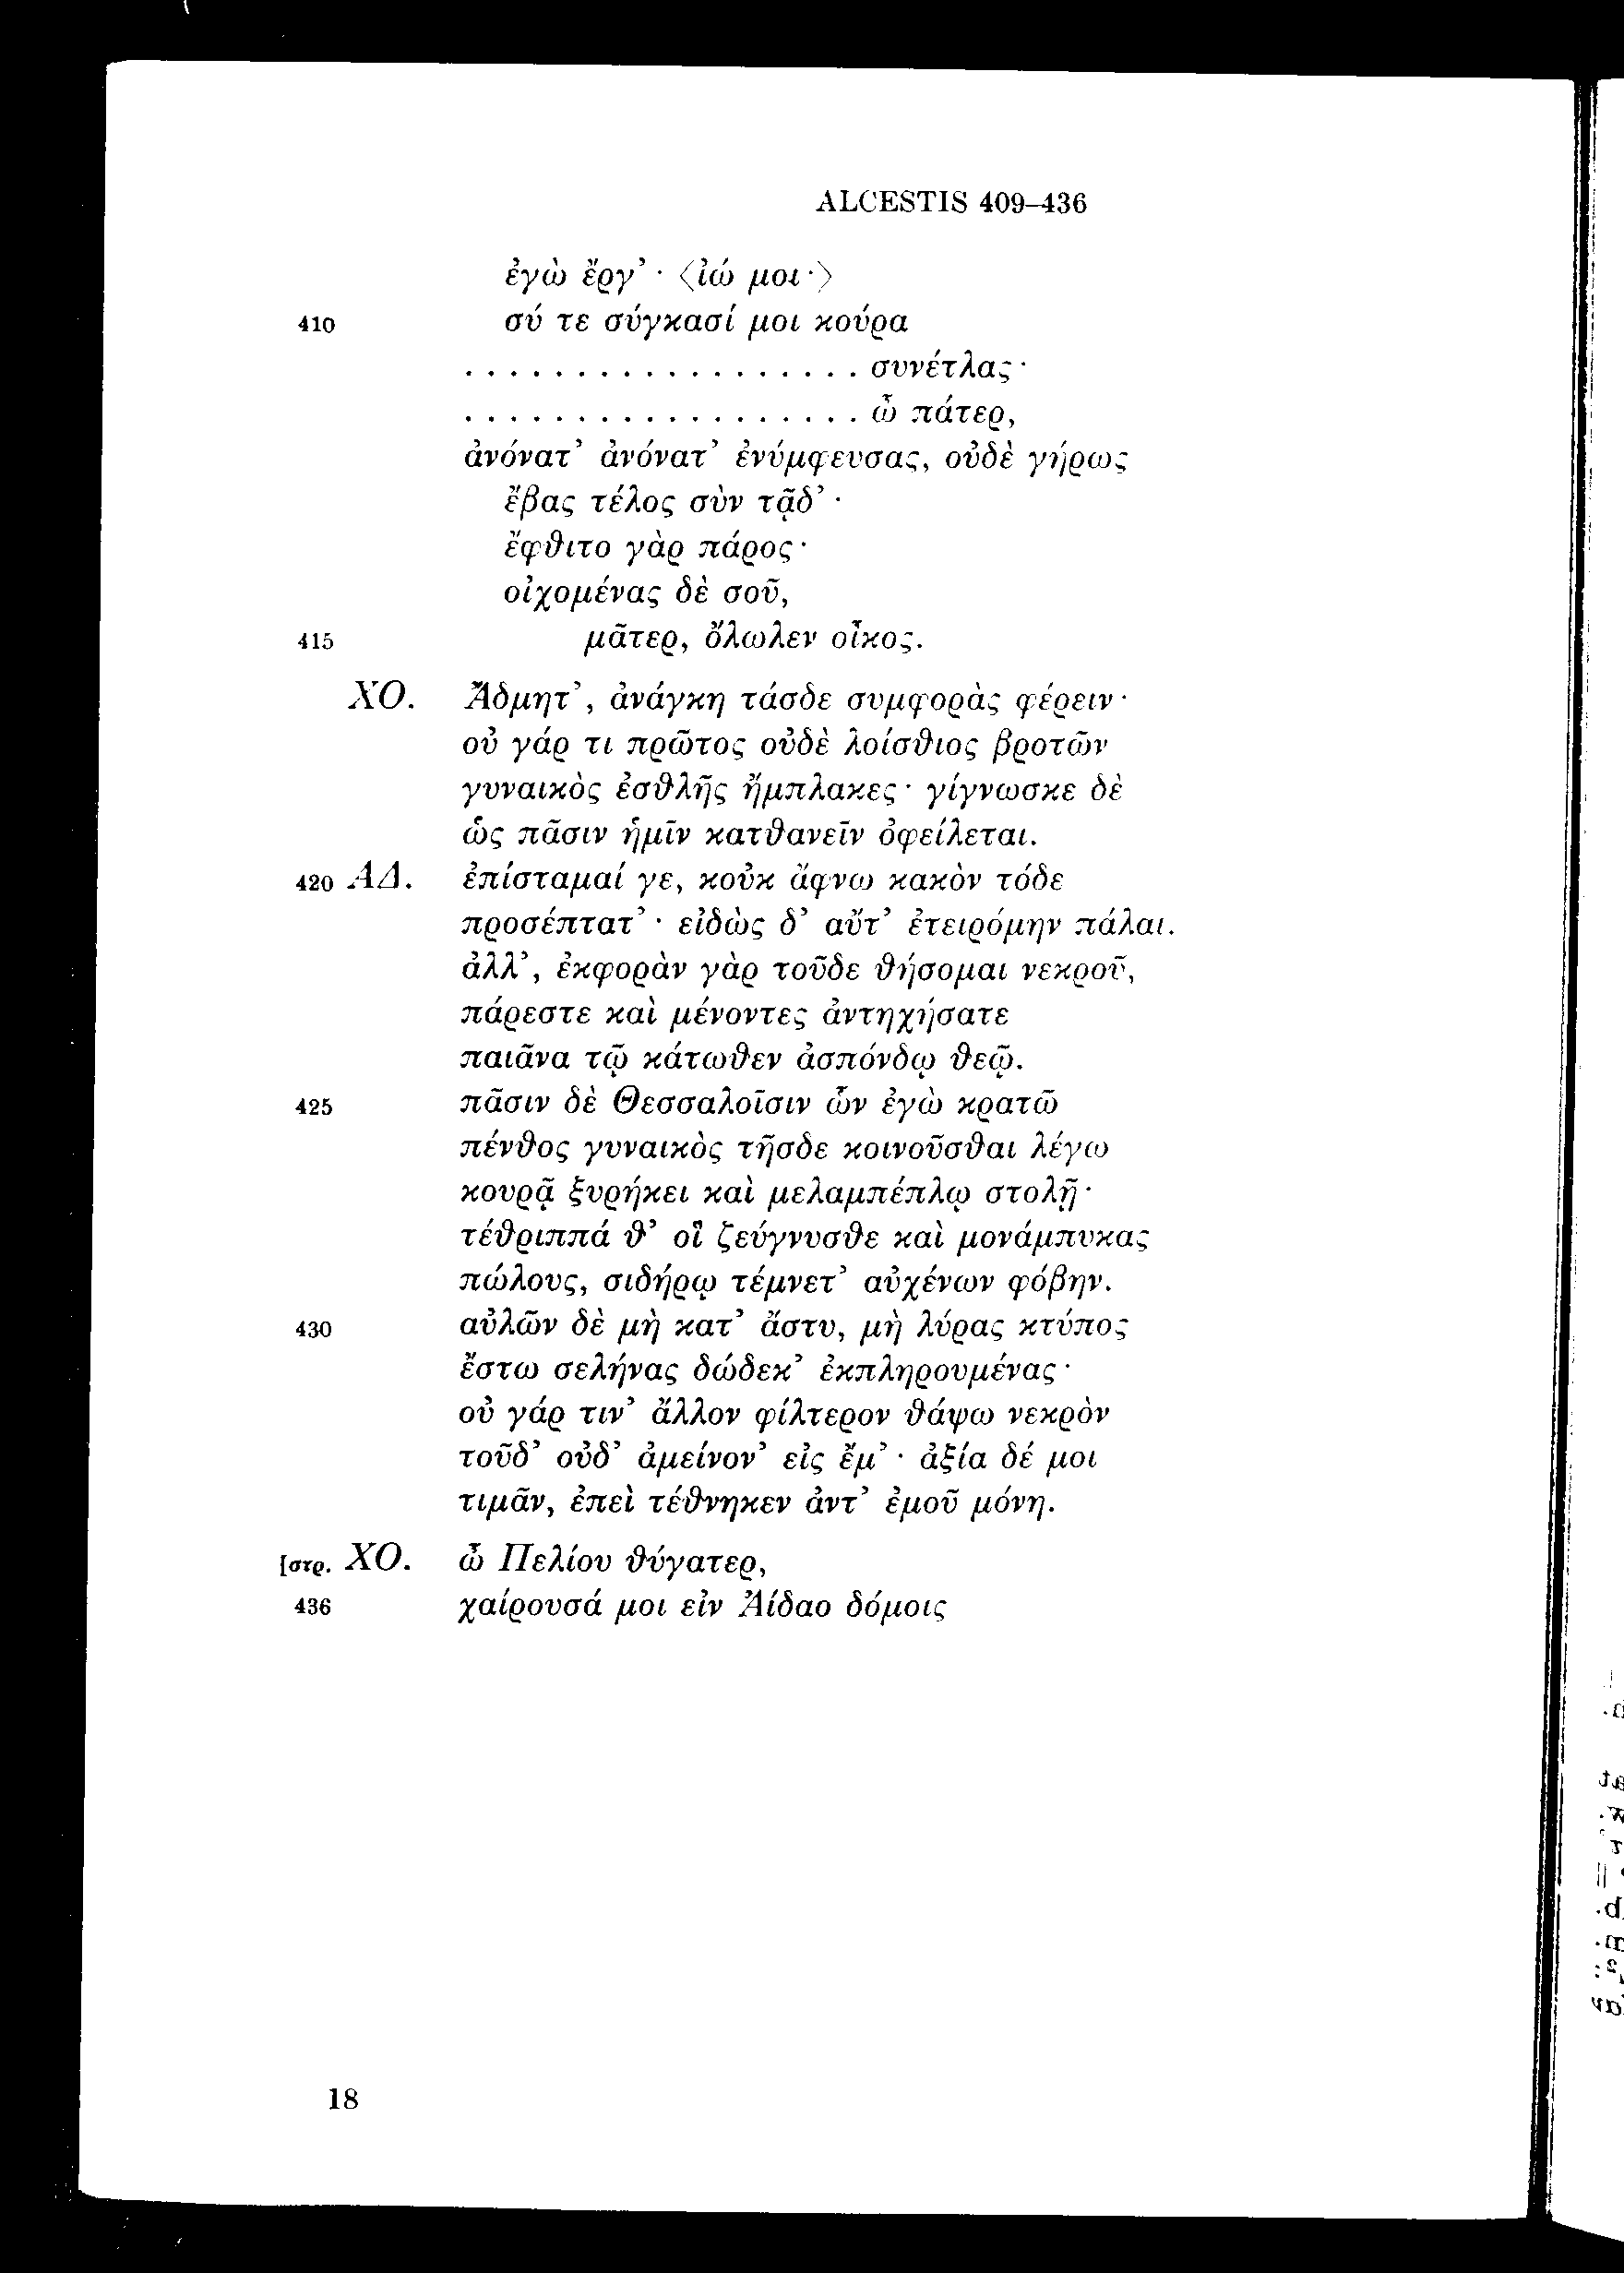 ALCESTIS 409–436
ἐγὼ ἔργ’ · ⟨ἰώ μοι·⟩
410 σύ τε σύγκασί μοι κούρα
. . . . . . . . . . . . . . . . . . συνέτλας·
. . . . . . . . . . . . . . . . . . ὦ πάτερ,
ἀνόνατ’ ἀνόνατ’ ἐνύμφευσας, οὐδὲ γήρως
ἔβας τέλος σὺν τᾷδ’ ·
ἔφθιτο γὰρ πάρος·
οἰχομένας δὲ σοῦ,
415 μᾶτερ, ὄλωλεν οἶκος.
ΧΟ. Ἄδμητ’, ἀνάγκη τάσδε συμφορὰς φέρειν·
οὐ γάρ τι πρῶτος οὐδὲ λοίσθιος βροτῶν
γυναικὸς ἐσθλῆς ἤμπλακες· γίγνωσκε δὲ
ὡς πᾶσιν ἡμῖν κατθανεῖν ὀφείλεται.
420 ΑΔ. ἐπίσταμαί γε, κοὐκ ἄφνω κακὸν τόδε
προσέπτατ’ · εἰδὼς δ’ αὔτ’ ἐτειρόμην πάλαι.
ἀλλ’, ἐκφορὰν γὰρ τοῦδε θήσομαι νεκροῦ,
πάρεστε καὶ μένοντες ἀντηχήσατε
παιᾶνα τῷ κάτωθεν ἀσπόνδῳ θεῷ.
425 πᾶσιν δὲ Θεσσαλοῖσιν ὧν ἐγὼ κρατῶ
πένθος γυναικὸς τῆσδε κοινοῦσθαι λέγω
κουρᾷ ξυρήκει καὶ μελαμπέπλῳ στολῇ·
τέθριππά θ’ οἳ ζεύγνυσθε καὶ μονάμπυκας
πώλους, σιδήρῳ τέμνετ’ αὐχένων φόβην.
430 αὐλῶν δὲ μὴ κατ’ ἄστυ, μὴ λύρας κτύπος
ἔστω σελήνας δώδεκ’ ἐκπληρουμένας·
οὐ γάρ τιν’ ἄλλον φίλτερον θάψω νεκρὸν
τοῦδ’ οὐδ’ ἀμείνον’ εἰς ἔμ’ · ἀξία δέ μοι
τιμᾶν, ἐπεὶ τέθνηκεν ἀντ’ ἐμοῦ μόνη.
[στρ. ΧΟ. ὦ Πελίου θύγατερ,
436 χαίρουσά μοι εἰν Ἀίδαο δόμοις
18